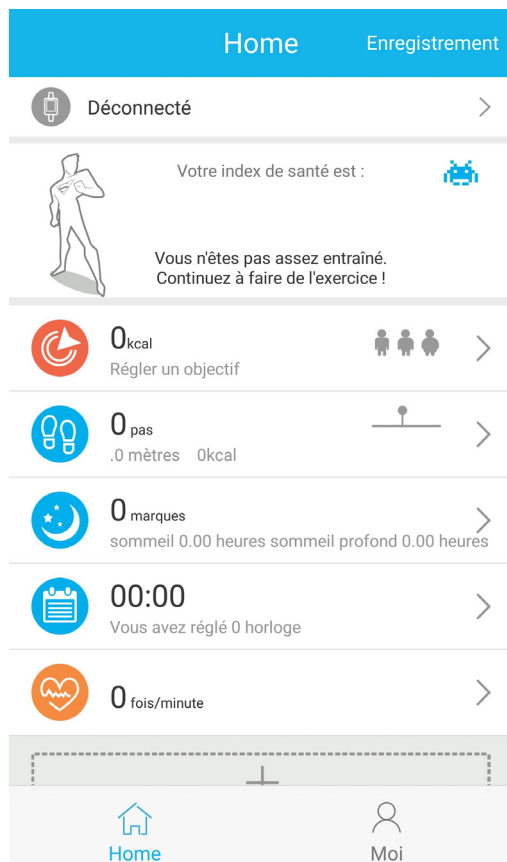 Home Enregistrement
Déconnecté
Votre index de santé est :
Vous n'êtes pas assez entraîné.
Continuez à faire de l'exercice !
0kcal
Régler un objectif
0 pas
.0 mètres 0kcal
0 marques
sommeil 0.00 heures sommeil profond 0.00 heures
00:00
Vous avez réglé 0 horloge
0 fois/minute
Home Moi